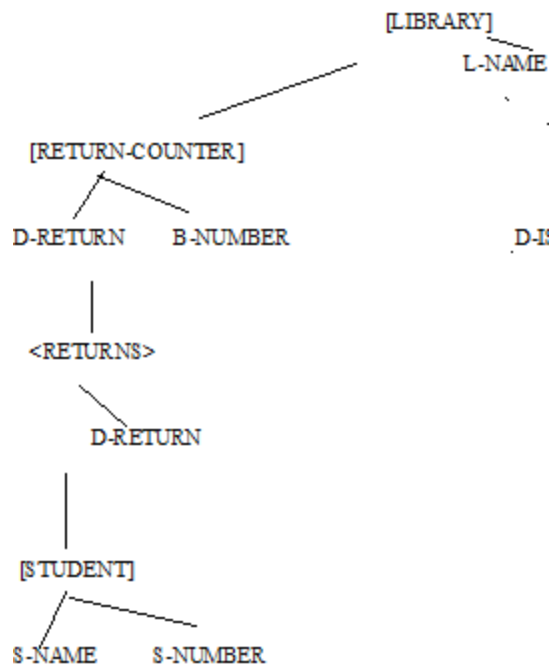 [LIBRARY]
L-NAME
[RETURN-COUNTER]
D-RETURN B-NUMBER
<RETURNS>
D-RETURN
[STUDENT]
S-NAME S-NUMBER